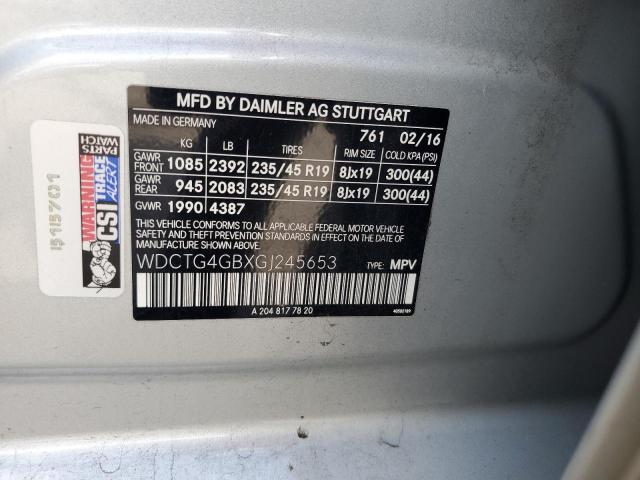 MFD BY DAIMLER AG STUTTGART
MADE IN GERMANY 761 02/16
KG LB TIRES RIM SIZE COLD KPA (PSI)
GAWR FRONT 1085 2392 235/45 R19 8Jx19 300(44)
GAWR REAR 945 2083 235/45 R19 8Jx19 300(44)
GVWR 1990 4387
THIS VEHICLE CONFORMS TO ALL APPLICABLE FEDERAL MOTOR VEHICLE
SAFETY AND THEFT PREVENTION STANDARDS IN EFFECT ON THE DATE
OF MANUFACTURE SHOWN ABOVE.
WDCTG4GBXGJ245653 TYPE: MPV
A 204 817 78 20
PARTS WATCH
WARNING
CSI TRACE
ALERT